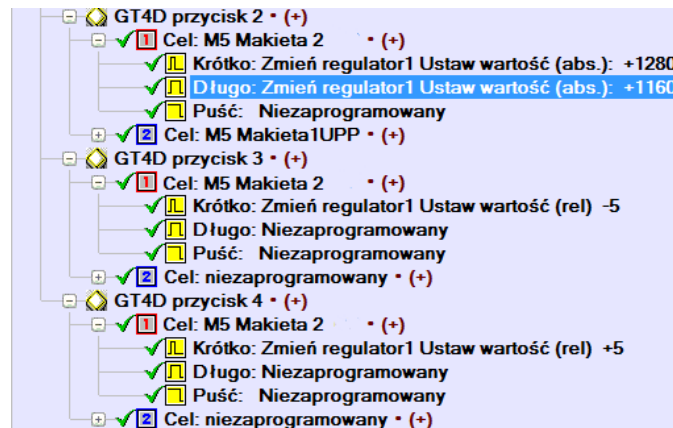 GT4D przycisk 2 • (+)
1 Cel: M5 Makieta 2 • (+)
Krótko: Zmień regulator1 Ustaw wartość (abs.): +1280
Długo: Zmień regulator1 Ustaw wartość (abs.): +1160
Puść: Niezaprogramowany
2 Cel: M5 Makieta1UPP • (+)
GT4D przycisk 3 • (+)
1 Cel: M5 Makieta 2 • (+)
Krótko: Zmień regulator1 Ustaw wartość (rel) -5
Długo: Niezaprogramowany
Puść: Niezaprogramowany
2 Cel: niezaprogramowany • (+)
GT4D przycisk 4 • (+)
1 Cel: M5 Makieta 2 • (+)
Krótko: Zmień regulator1 Ustaw wartość (rel) +5
Długo: Niezaprogramowany
Puść: Niezaprogramowany
2 Cel: niezaprogramowany • (+)